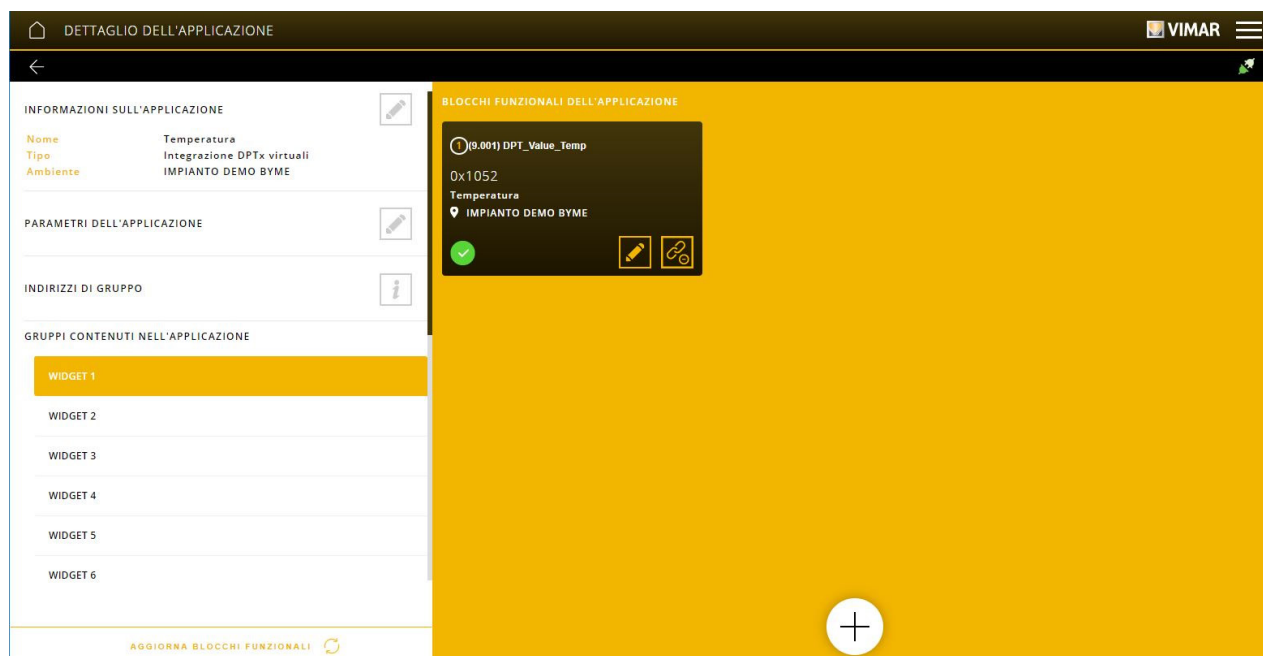 DETTAGLIO DELL'APPLICAZIONE
VIMAR
INFORMAZIONI SULL'APPLICAZIONE
Nome Temperatura
Tipo Integrazione DPTx virtuali
Ambiente IMPIANTO DEMO BYME
PARAMETRI DELL'APPLICAZIONE
INDIRIZZI DI GRUPPO
i
GRUPPI CONTENUTI NELL'APPLICAZIONE
WIDGET 1
WIDGET 2
WIDGET 3
WIDGET 4
WIDGET 5
WIDGET 6
AGGIORNA BLOCCHI FUNZIONALI
BLOCCHI FUNZIONALI DELL'APPLICAZIONE
1 (9.001) DPT_Value_Temp
0x1052
Temperatura
IMPIANTO DEMO BYME